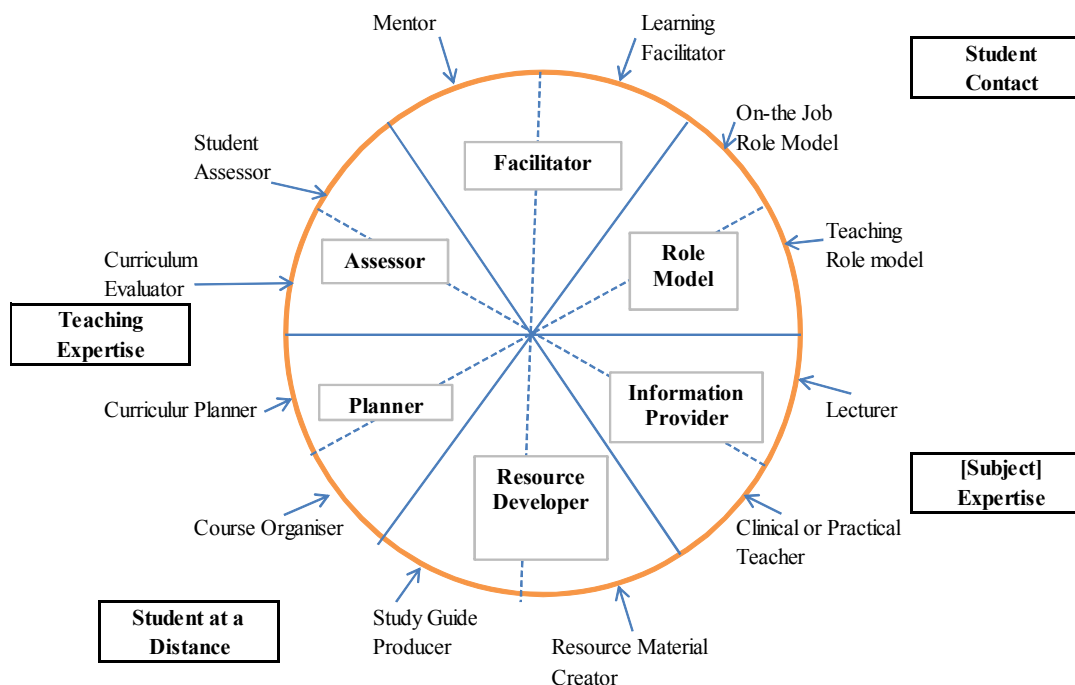 Mentor
Learning
Facilitator
Student
Contact
On-the Job
Role Model
Student
Assessor
Facilitator
Teaching
Role model
Role
Model
Assessor
Curriculum
Evaluator
Teaching
Expertise
Planner
Information
Provider
Curriculur Planner
Lecturer
Resource
Developer
[Subject]
Expertise
Course Organiser
Clinical or Practical
Teacher
Student at a
Distance
Study Guide
Producer
Resource Material
Creator